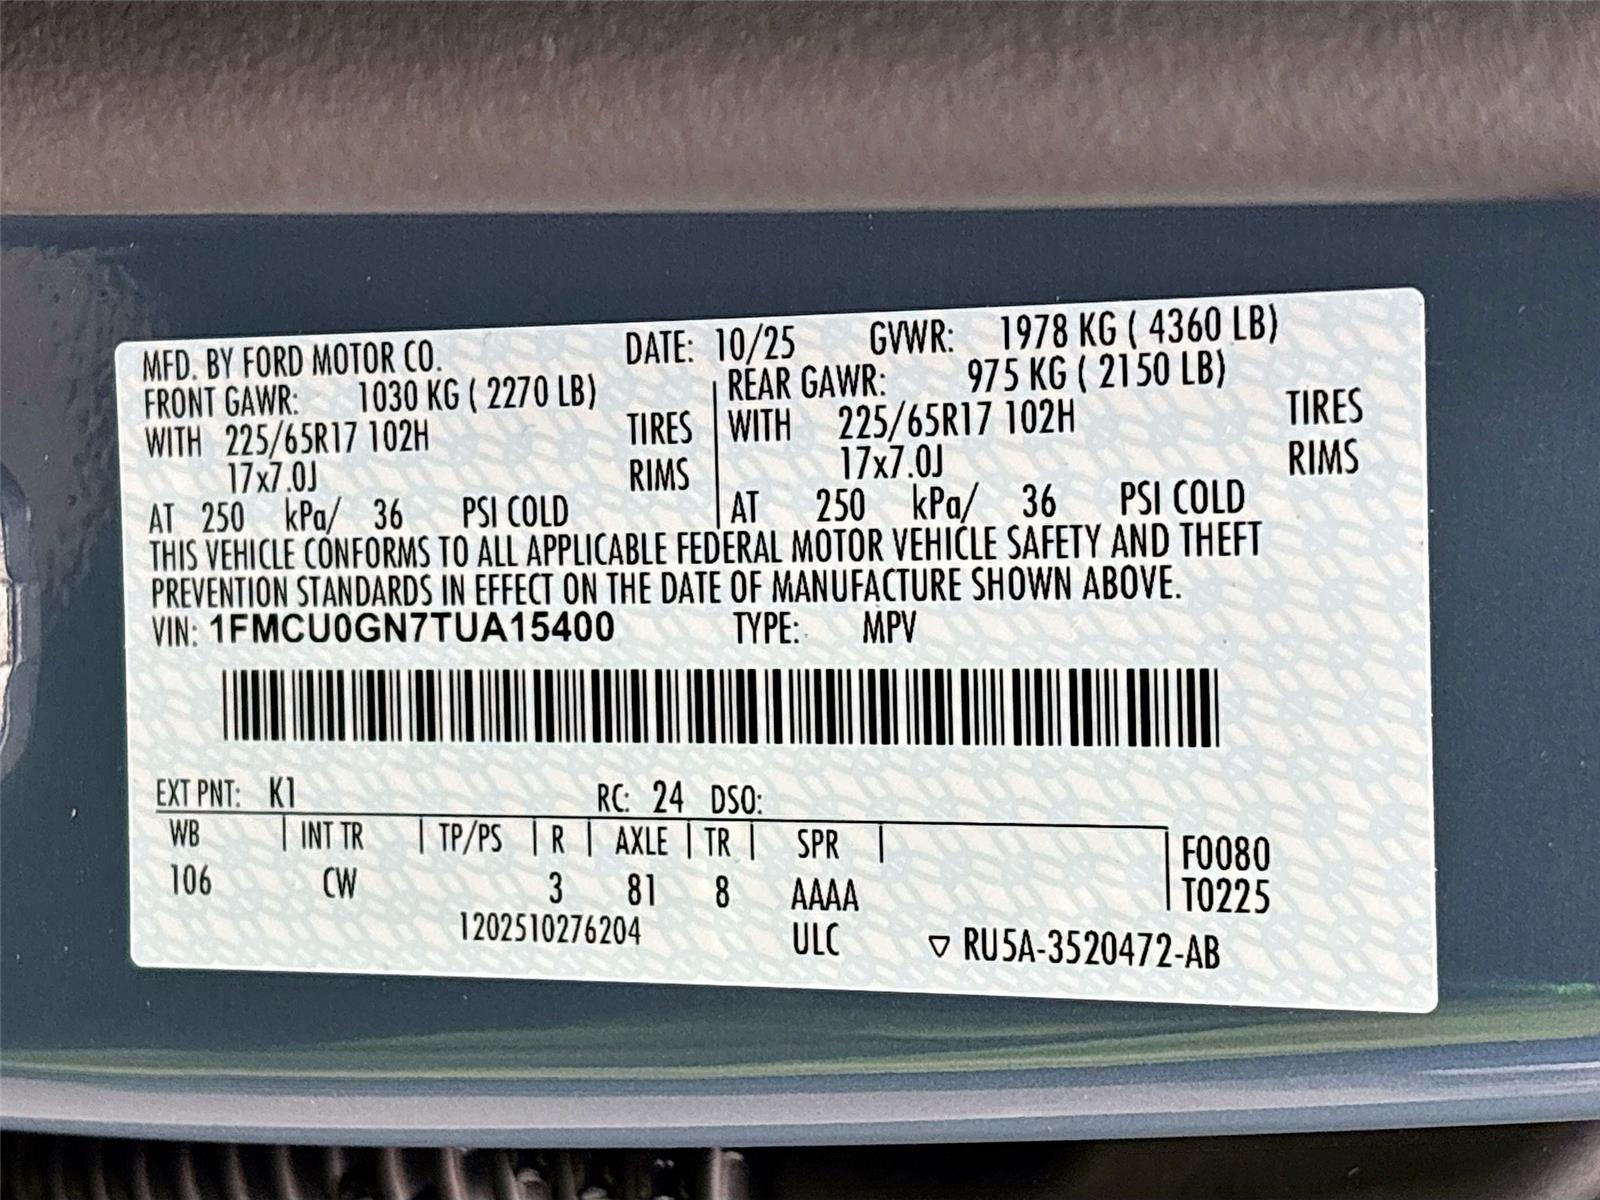 MFD. BY FORD MOTOR CO. DATE: 10/25 GVWR: 1978 KG ( 4360 LB)
FRONT GAWR: 1030 KG ( 2270 LB) REAR GAWR: 975 KG ( 2150 LB)
WITH 225/65R17 102H TIRES WITH 225/65R17 102H TIRES
17x7.0J RIMS 17x7.0J RIMS
AT 250 kPa/ 36 PSI COLD AT 250 kPa/ 36 PSI COLD
THIS VEHICLE CONFORMS TO ALL APPLICABLE FEDERAL MOTOR VEHICLE SAFETY AND THEFT
PREVENTION STANDARDS IN EFFECT ON THE DATE OF MANUFACTURE SHOWN ABOVE.
VIN: 1FMCU0GN7TUA15400 TYPE: MPV
EXT PNT: K1 RC: 24 DSO:
WB INT TR TP/PS R AXLE TR SPR F0080
106 CW 3 81 8 AAAA T0225
1202510276204 ULC ▽ RU5A-3520472-AB